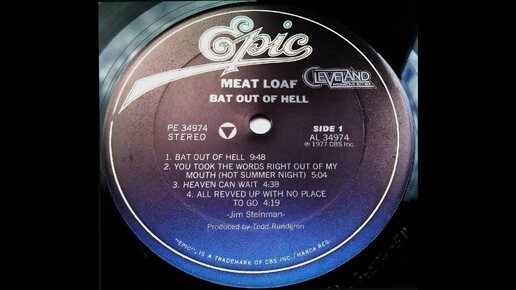 Epic
MEAT LOAF
BAT OUT OF HELL
CLEVELAND
PE 34974
STEREO
SIDE 1
AL 34974
℗ 1977 CBS Inc.
1. BAT OUT OF HELL 9:48
2. YOU TOOK THE WORDS RIGHT OUT OF MY
MOUTH (HOT SUMMER NIGHT) 5:04
3. HEAVEN CAN WAIT 4:38
4. ALL REVVED UP WITH NO PLACE
TO GO 4:19
-Jim Steinman-
Produced by Todd Rundgren
"EPIC" IS A TRADEMARK OF CBS INC./MARCA REG.